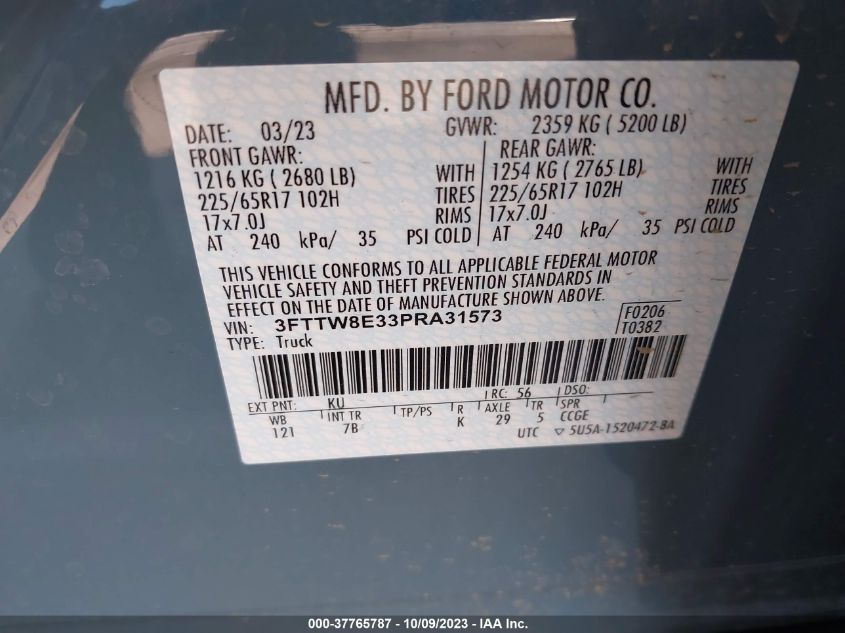 MFD. BY FORD MOTOR CO.
DATE: 03/23 GVWR: 2359 KG ( 5200 LB)
FRONT GAWR: REAR GAWR:
1216 KG ( 2680 LB) WITH 1254 KG ( 2765 LB) WITH
225/65R17 102H TIRES 225/65R17 102H TIRES
17x7.0J RIMS 17x7.0J RIMS
AT 240 kPa/ 35 PSI COLD AT 240 kPa/ 35 PSI COLD
THIS VEHICLE CONFORMS TO ALL APPLICABLE FEDERAL MOTOR
VEHICLE SAFETY AND THEFT PREVENTION STANDARDS IN
EFFECT ON THE DATE OF MANUFACTURE SHOWN ABOVE.
VIN: 3FTTW8E33PRA31573 F0206
TYPE: Truck T0382
EXT PNT: KU RC: 56 DSO:
WB INT TR TP/PS R AXLE TR SPR
121 7B K 29 5 CCGE
UTC ▽ 5U5A-1520472-BA
000-37765787 - 10/09/2023 - IAA Inc.